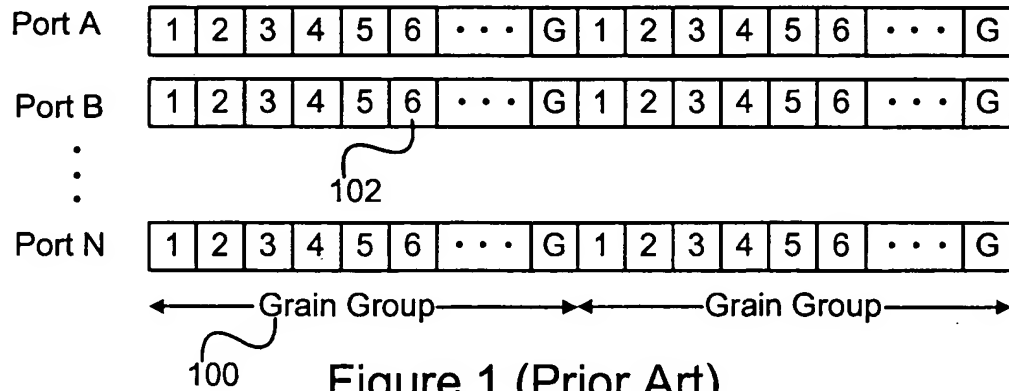 Port A 1 2 3 4 5 6 ··· G 1 2 3 4 5 6 ··· G
Port B 1 2 3 4 5 6 ··· G 1 2 3 4 5 6 ··· G
102
Port N 1 2 3 4 5 6 ··· G 1 2 3 4 5 6 ··· G
Grain Group Grain Group
100
Figure 1 (Prior Art)